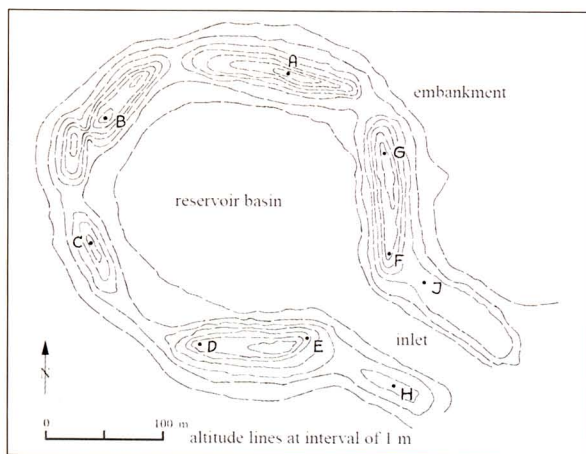 A
embankment
B
G
reservoir basin
C
F
J
D
E
inlet
H
N
0 100 m
altitude lines at interval of 1 m